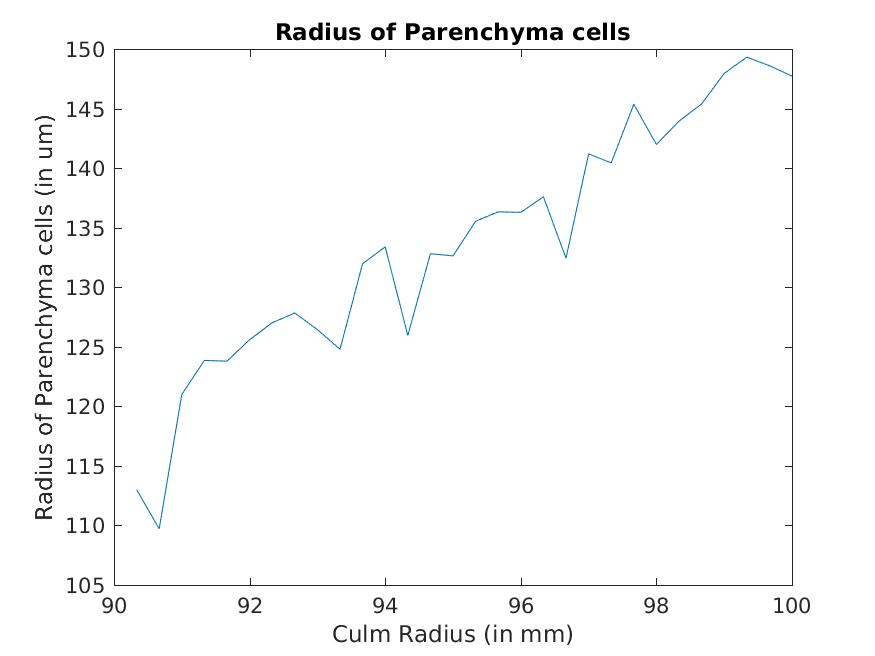 Radius of Parenchyma cells
150
145
140
135
130
125
120
115
110
105
Radius of Parenchyma cells (in um)
90 92 94 96 98 100
Culm Radius (in mm)